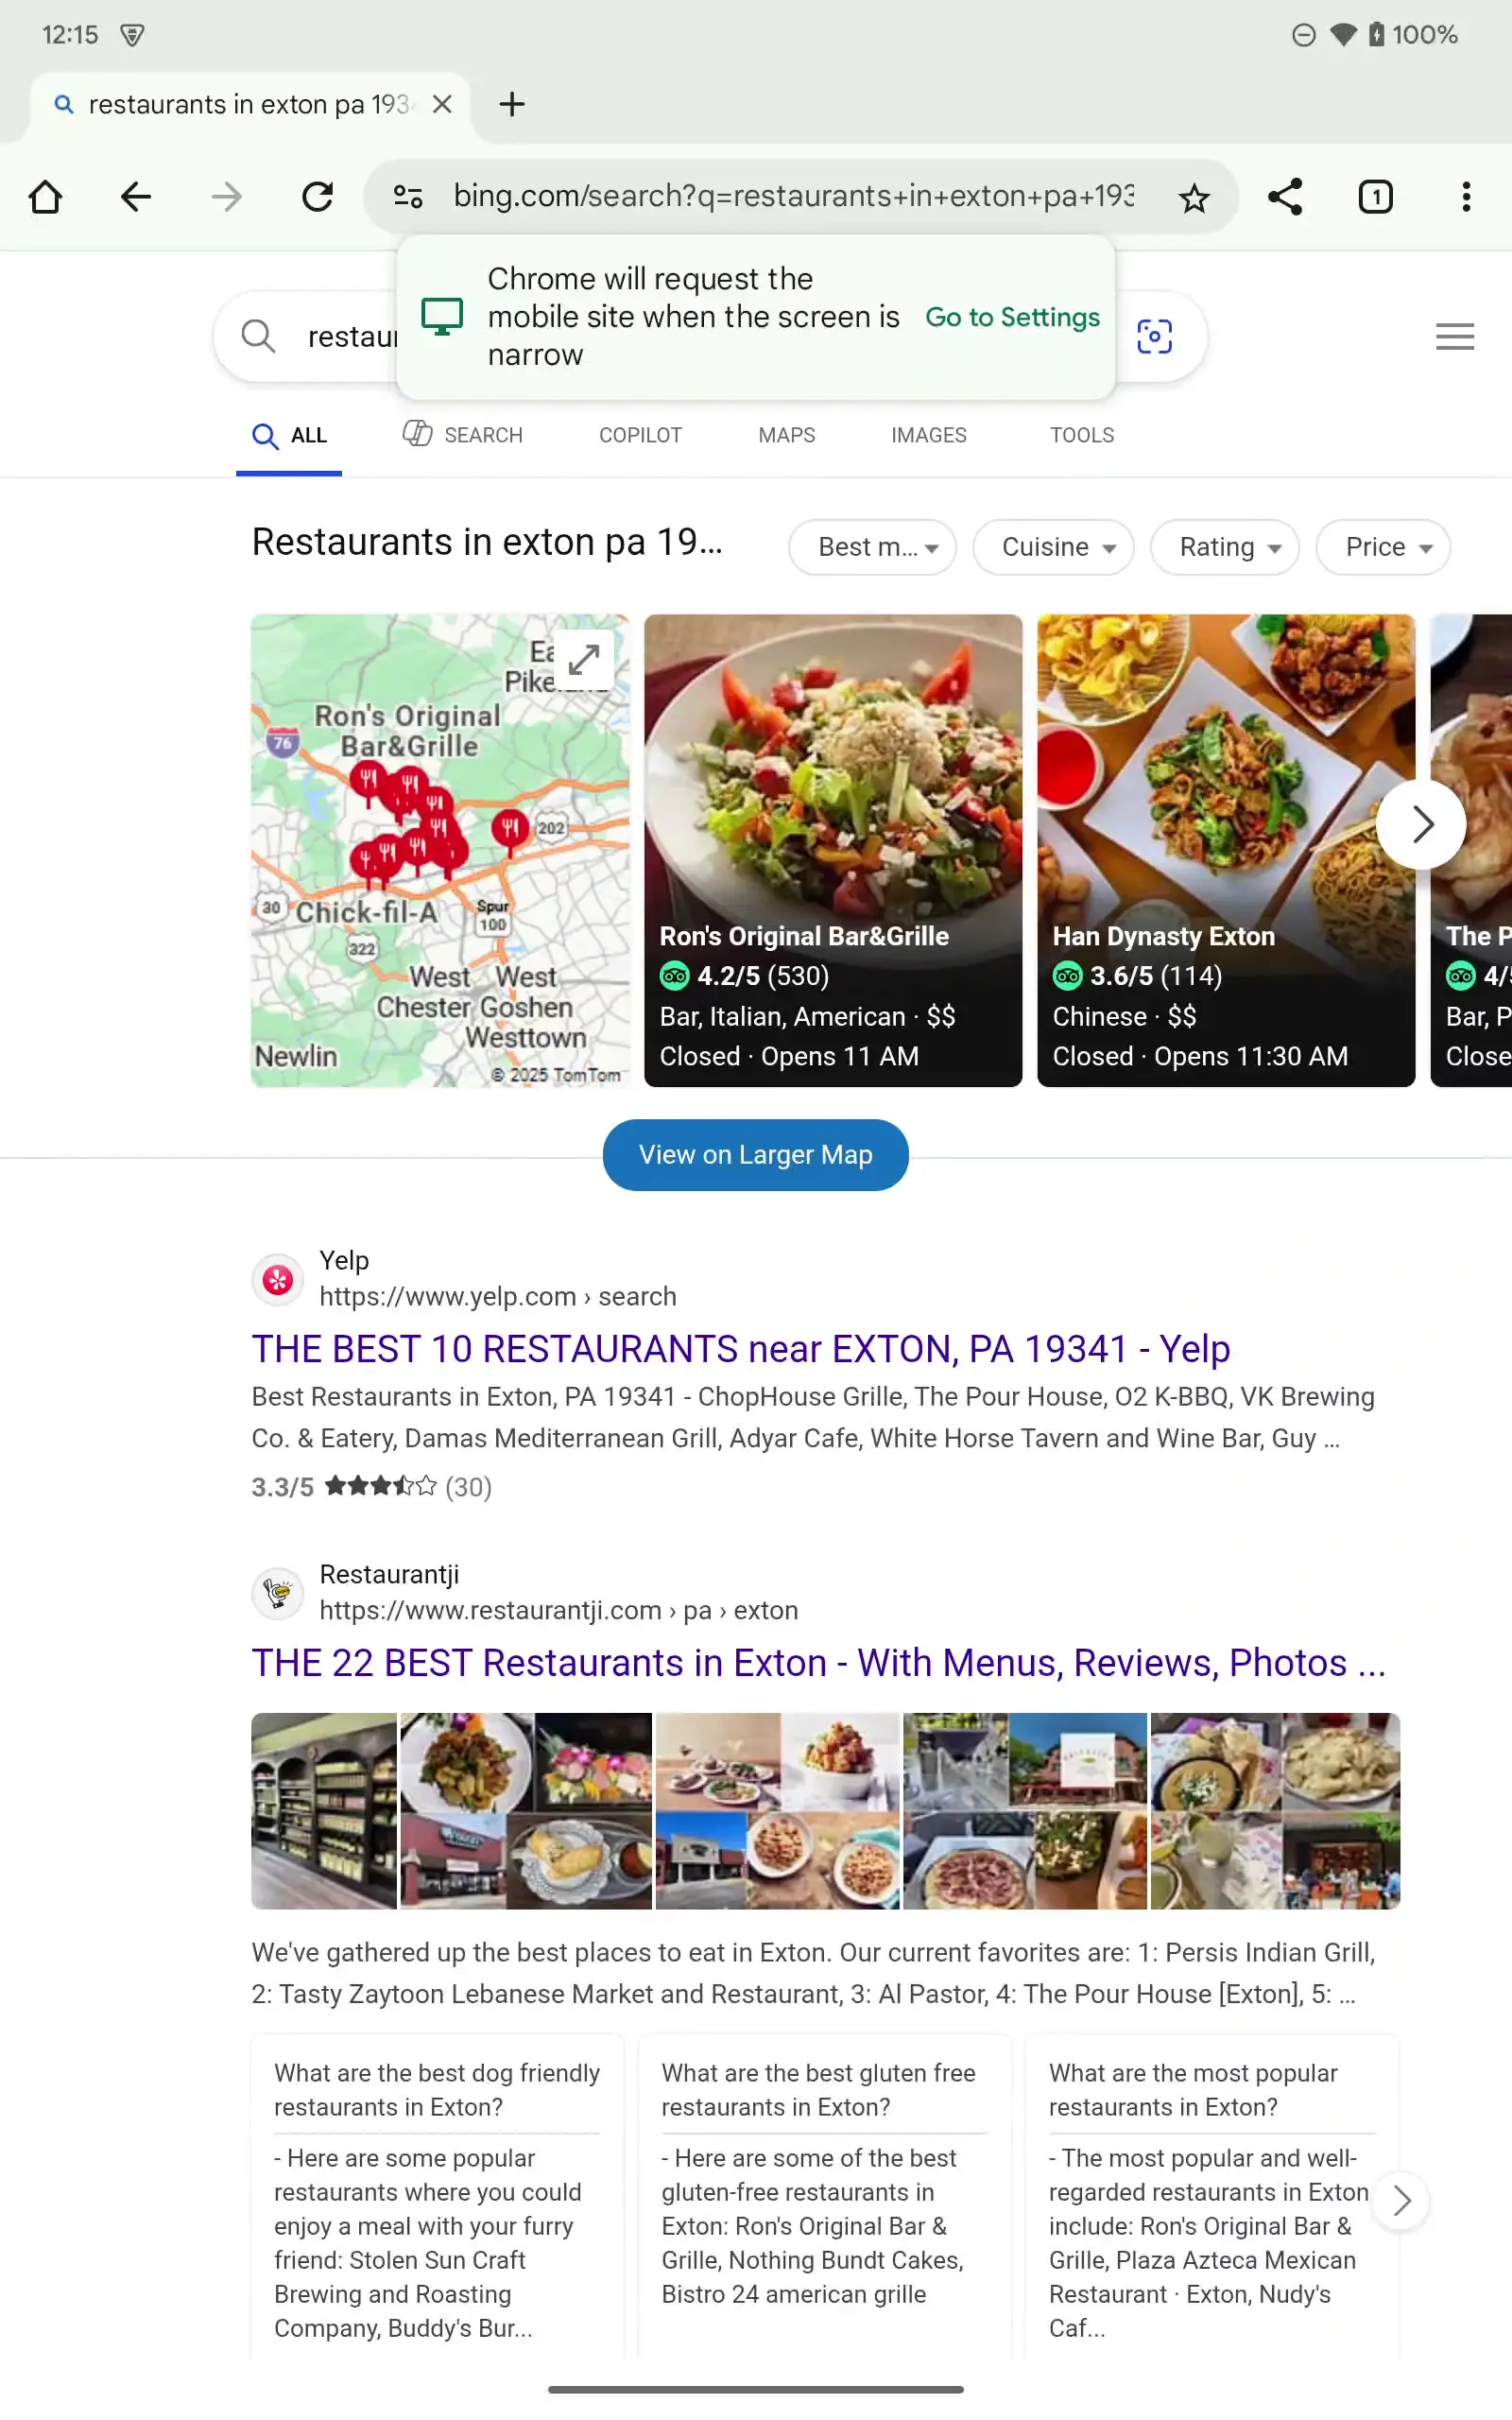 12:15
100%
restaurants in exton pa 1934
bing.com/search?q=restaurants+in+exton+pa+193
1
Chrome will request the
mobile site when the screen is
narrow
Go to Settings
restaur
ALL
SEARCH
COPILOT
MAPS
IMAGES
TOOLS
Restaurants in exton pa 19...
Best m...
Cuisine
Rating
Price
Ea
Pikeland
Ron's Original
Bar&Grille
76
202
30
Chick-fil-A
Spur
100
322
West
Chester
West
Goshen
Westtown
Newlin
© 2025 TomTom
Ron's Original Bar&Grille
4.2/5 (530)
Bar, Italian, American · $$
Closed · Opens 11 AM
Han Dynasty Exton
3.6/5 (114)
Chinese · $$
Closed · Opens 11:30 AM
The P
4/5
Bar, P
Close
View on Larger Map
Yelp
https://www.yelp.com › search
THE BEST 10 RESTAURANTS near EXTON, PA 19341 - Yelp
Best Restaurants in Exton, PA 19341 - ChopHouse Grille, The Pour House, O2 K-BBQ, VK Brewing
Co. & Eatery, Damas Mediterranean Grill, Adyar Cafe, White Horse Tavern and Wine Bar, Guy ...
3.3/5 ★★★⯪☆ (30)
Restaurantji
https://www.restaurantji.com › pa › exton
THE 22 BEST Restaurants in Exton - With Menus, Reviews, Photos ...
We've gathered up the best places to eat in Exton. Our current favorites are: 1: Persis Indian Grill,
2: Tasty Zaytoon Lebanese Market and Restaurant, 3: Al Pastor, 4: The Pour House [Exton], 5: ...
What are the best dog friendly
restaurants in Exton?
- Here are some popular
restaurants where you could
enjoy a meal with your furry
friend: Stolen Sun Craft
Brewing and Roasting
Company, Buddy's Bur...
What are the best gluten free
restaurants in Exton?
- Here are some of the best
gluten-free restaurants in
Exton: Ron's Original Bar &
Grille, Nothing Bundt Cakes,
Bistro 24 american grille
What are the most popular
restaurants in Exton?
- The most popular and well-
regarded restaurants in Exton
include: Ron's Original Bar &
Grille, Plaza Azteca Mexican
Restaurant · Exton, Nudy's
Caf...